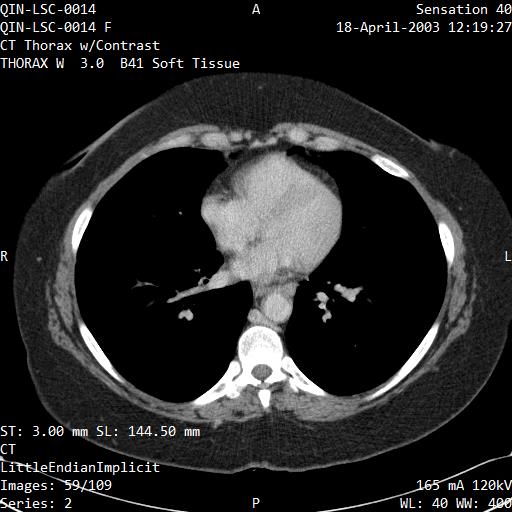 QIN-LSC-0014 A Sensation 40
QIN-LSC-0014 F 18-April-2003 12:19:27
CT Thorax w/Contrast
THORAX W 3.0 B41 Soft Tissue
R L
ST: 3.00 mm SL: 144.50 mm
CT
LittleEndianImplicit
Images: 59/109 165 mA 120kV
Series: 2 P WL: 40 WW: 400